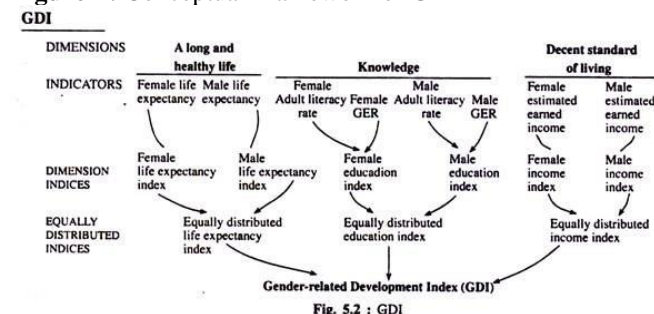 GDI
DIMENSIONS
A long and
healthy life
Knowledge
Decent standard
of living
INDICATORS
Female life Male life
expectancy expectancy
Female
Adult literacy
rate
Female
GER
Male
Adult literacy
rate
Male
GER
Female
estimated
earned
income
Male
estimated
earned
income
DIMENSION
INDICES
Female
life expectancy
index
Male
life expectancy
index
Female
educadion
index
Male
education
index
Female
income
index
Male
income
index
EQUALLY
DISTRIBUTED
INDICES
Equally distributed
life expectancy
index
Equally distributed
education index
Equally distributed
income index
Gender-related Development Index (GDI)
Fig. 5.2 : GDI